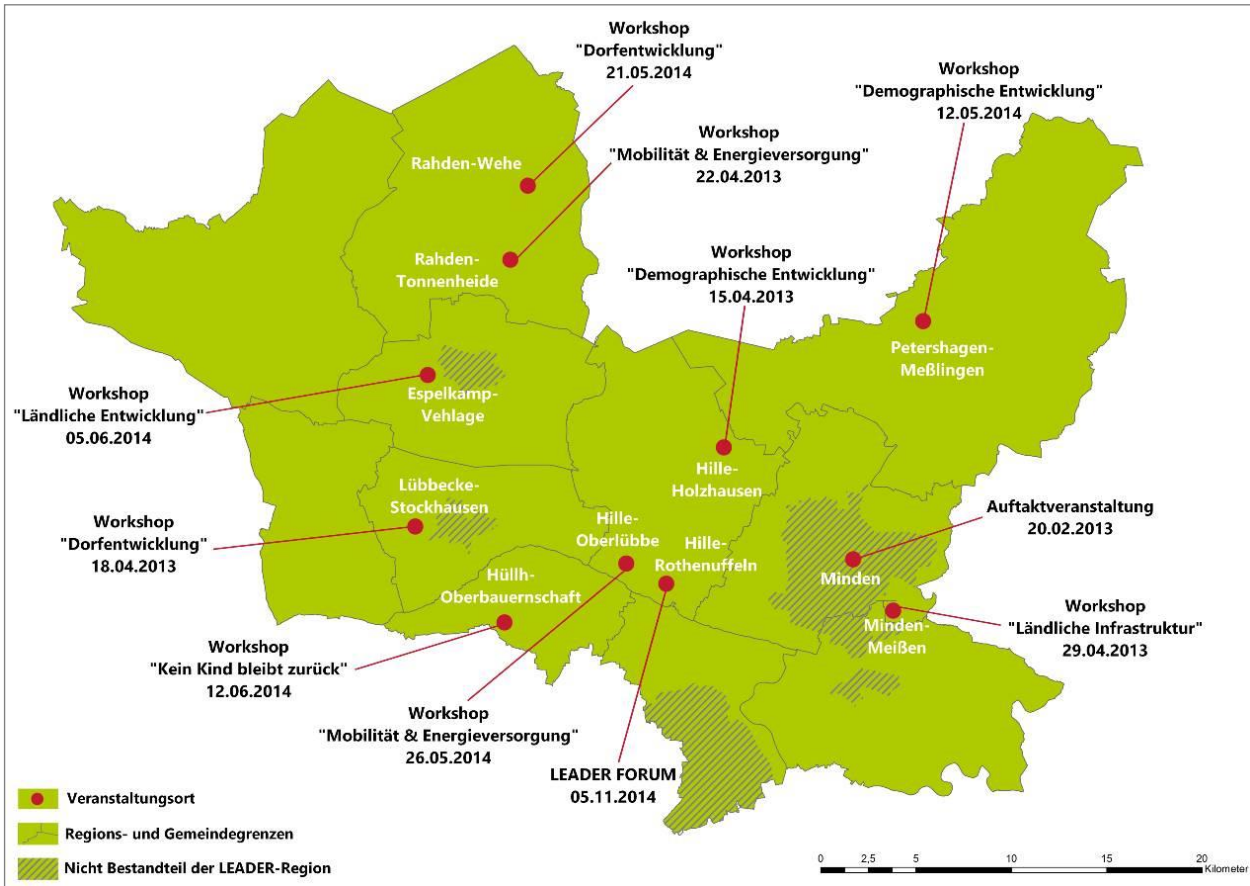 Workshop
"Dorfentwicklung"
21.05.2014
Workshop
"Demographische Entwicklung"
12.05.2014
Workshop
"Mobilität & Energieversorgung"
22.04.2013
Rahden-Wehe
Rahden-
Tonnenheide
Workshop
"Demographische Entwicklung"
15.04.2013
Petershagen-
Meßlingen
Workshop
"Ländliche Entwicklung"
05.06.2014
Espelkamp-
Vehlage
Hille-
Holzhausen
Lübbecke-
Stockhausen
Auftaktveranstaltung
20.02.2013
Workshop
"Dorfentwicklung"
18.04.2013
Hille-
Oberlübbe
Hille-
Rothenuffeln
Minden
Hüllh-
Oberbauernschaft
Minden-
Meißen
Workshop
"Ländliche Infrastruktur"
29.04.2013
Workshop
"Kein Kind bleibt zurück"
12.06.2014
Workshop
"Mobilität & Energieversorgung"
26.05.2014
LEADER FORUM
05.11.2014
Veranstaltungsort
Regions- und Gemeindegrenzen
Nicht Bestandteil der LEADER-Region
0 2,5 5 10 15 20
Kilometer